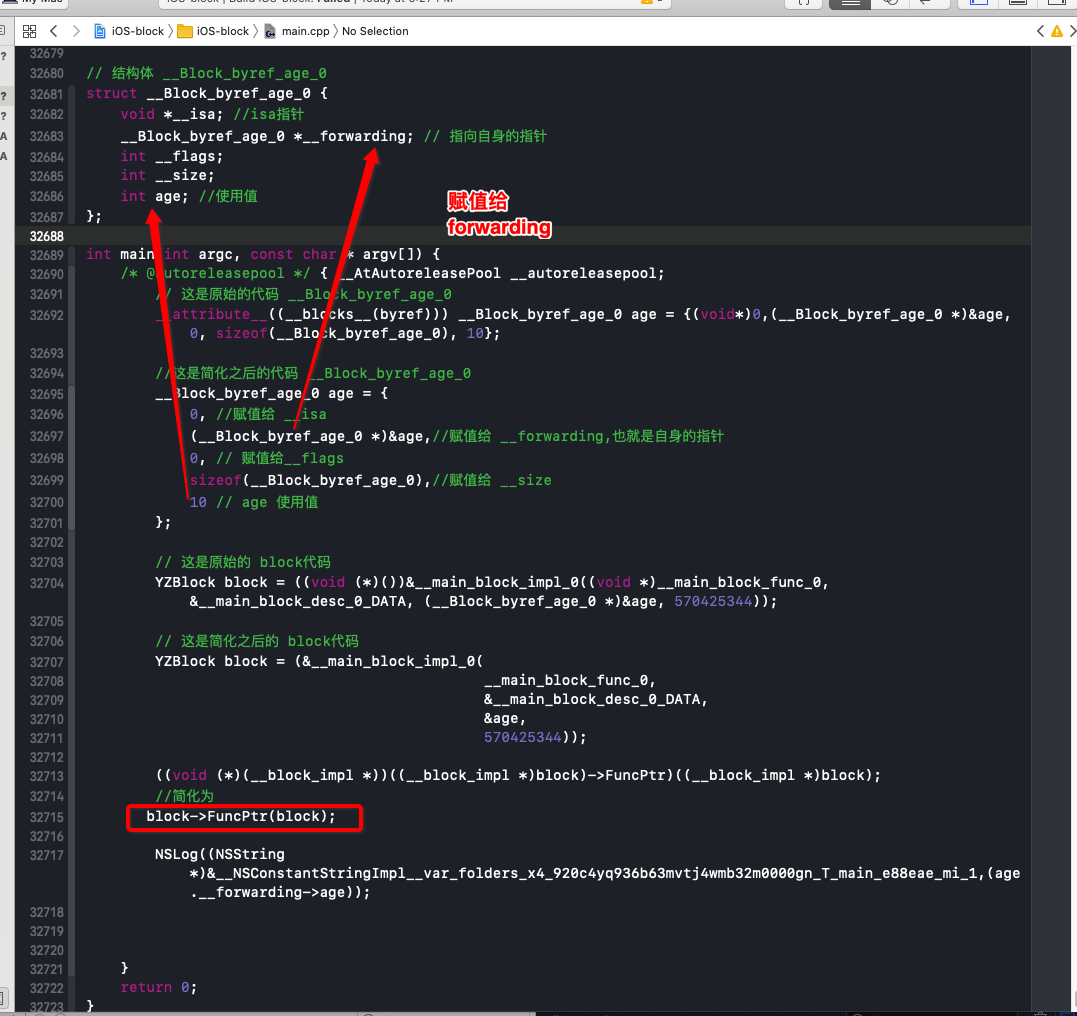 iOS-block | Build iOS-block: Failed | Today at 5:27 PM
iOS-block 〉 iOS-block 〉 main.cpp 〉 No Selection
32679
32680 // 结构体 __Block_byref_age_0
32681 struct __Block_byref_age_0 {
32682 void *__isa; //isa指针
32683 __Block_byref_age_0 *__forwarding; // 指向自身的指针
32684 int __flags;
32685 int __size;
32686 int age; //使用值
赋值给
forwarding
32687 };
32688
32689 int main(int argc, const char * argv[]) {
32690 /* @autoreleasepool */ { __AtAutoreleasePool __autoreleasepool;
32691 // 这是原始的代码 __Block_byref_age_0
32692 __attribute__((__blocks__(byref))) __Block_byref_age_0 age = {(void*)0,(__Block_byref_age_0 *)&age,
0, sizeof(__Block_byref_age_0), 10};
32693
32694 //这是简化之后的代码 __Block_byref_age_0
32695 __Block_byref_age_0 age = {
32696 0, //赋值给 __isa
32697 (__Block_byref_age_0 *)&age,//赋值给 __forwarding,也就是自身的指针
32698 0, // 赋值给__flags
32699 sizeof(__Block_byref_age_0),//赋值给 __size
32700 10 // age 使用值
32701 };
32702
32703 // 这是原始的 block代码
32704 YZBlock block = ((void (*)())&__main_block_impl_0((void *)__main_block_func_0,
&__main_block_desc_0_DATA, (__Block_byref_age_0 *)&age, 570425344));
32705
32706 // 这是简化之后的 block代码
32707 YZBlock block = (&__main_block_impl_0(
32708 __main_block_func_0,
32709 &__main_block_desc_0_DATA,
32710 &age,
32711 570425344));
32712
32713 ((void (*)(__block_impl *))((__block_impl *)block)->FuncPtr)((__block_impl *)block);
32714 //简化为
32715 block->FuncPtr(block);
32716
32717 NSLog((NSString
*)&__NSConstantStringImpl__var_folders_x4_920c4yq936b63mvtj4wmb32m0000gn_T_main_e88eae_mi_1,(age
.__forwarding->age));
32718
32719
32720
32721 }
32722 return 0;
32723 }